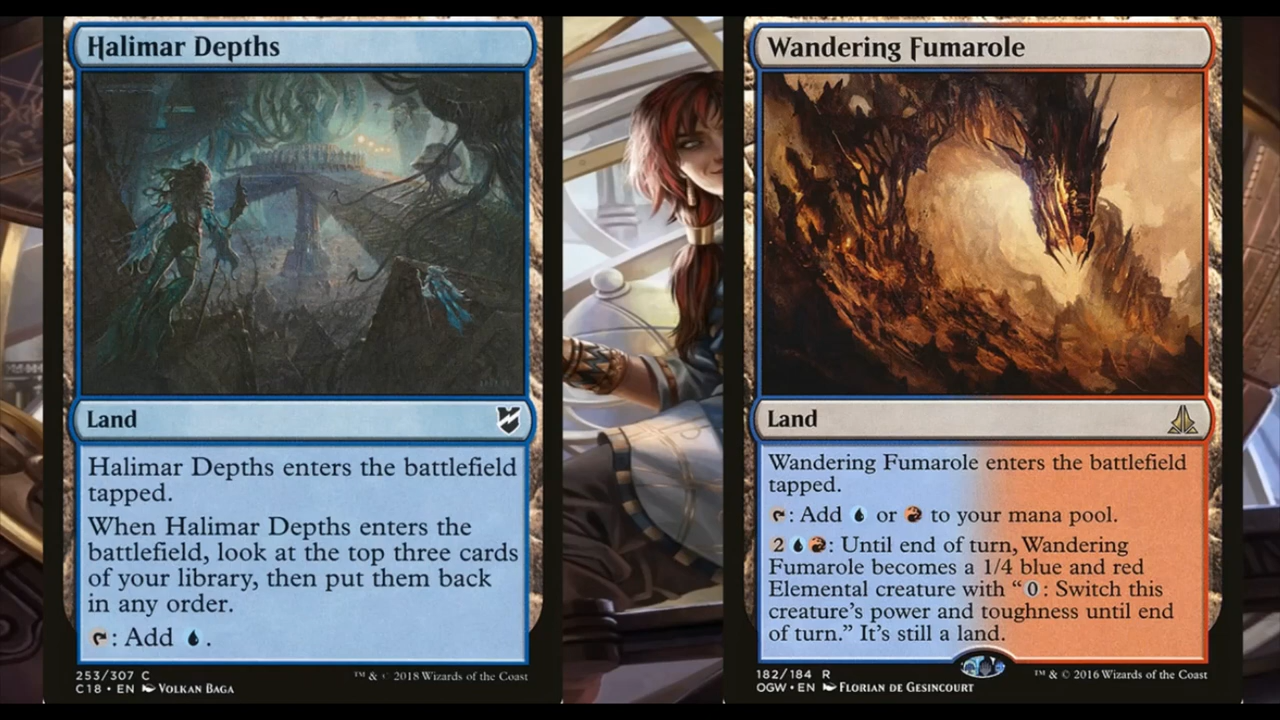 Halimar Depths
Land
Halimar Depths enters the battlefield
tapped.
When Halimar Depths enters the
battlefield, look at the top three cards
of your library, then put them back
in any order.
: Add .
253/307 C
C18 • EN VOLKAN BAGA
™ & © 2018 Wizards of the Coast
Wandering Fumarole
Land
Wandering Fumarole enters the battlefield
tapped.
: Add or to your mana pool.
2 : Until end of turn, Wandering
Fumarole becomes a 1/4 blue and red
Elemental creature with “0: Switch this
creature’s power and toughness until end
of turn.” It’s still a land.
182/184 R
OGW • EN FLORIAN DE GESINCOURT
™ & © 2016 Wizards of the Coast